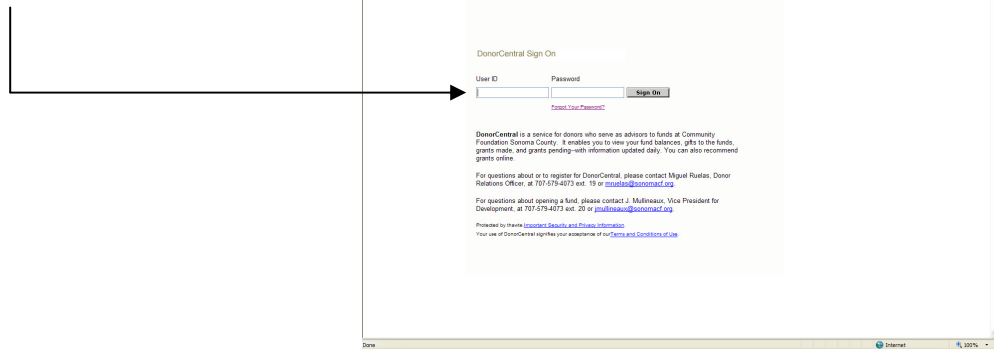 DonorCentral Sign On
User ID Password
Sign On
Forgot Your Password?
DonorCentral is a service for donors who serve as advisors to funds at Community
Foundation Sonoma County. It enables you to view your fund balances, gifts to the funds,
grants made, and grants pending--with information updated daily. You can also recommend
grants online.
For questions about or to register for DonorCentral, please contact Miguel Ruelas, Donor
Relations Officer, at 707-579-4073 ext. 19 or mruelas@sonomacf.org.
For questions about opening a fund, please contact J. Mullineaux, Vice President for
Development, at 707-579-4073 ext. 20 or jmullineaux@sonomacf.org.
Protected by thawte Important Security and Privacy Information.
Your use of DonorCentral signifies your acceptance of our Terms and Conditions of Use.
Done Internet 100%